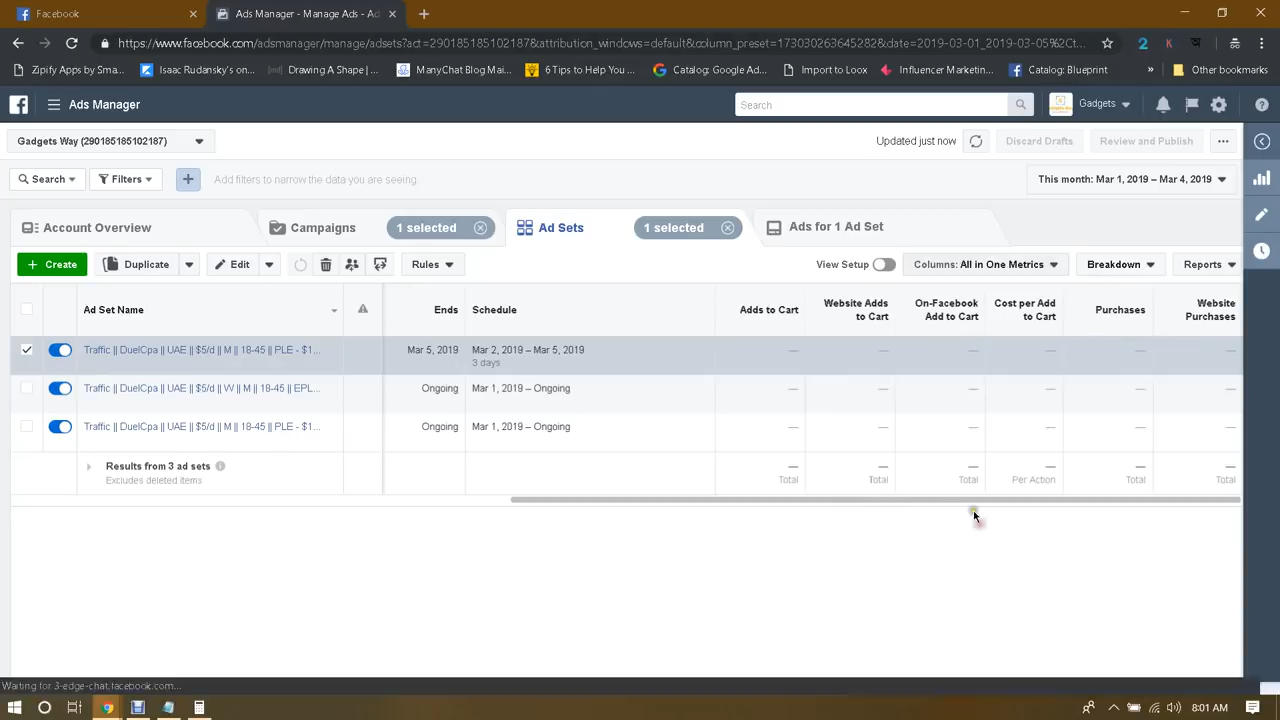 Facebook
Ads Manager - Manage Ads - Ad
https://www.facebook.com/adsmanager/manage/adsets?act=290185185102187&attribution_windows=default&column_preset=173030263645282&date=2019-03-01_2019-03-05%2Ct...
Zipify Apps by Sma... Isaac Rudansky's on... Drawing A Shape |... ManyChat Blog Mai... 6 Tips to Help You... Catalog: Google Ad... Import to Loox Influencer Marketin... Catalog: Blueprint » Other bookmarks
Ads Manager
Search
Gadgets
Gadgets Way (290185185102187)
Updated just now
Discard Drafts
Review and Publish
Search
Filters
Add filters to narrow the data you are seeing.
This month: Mar 1, 2019 – Mar 4, 2019
Account Overview
Campaigns
1 selected
Ad Sets
1 selected
Ads for 1 Ad Set
+ Create
Duplicate
Edit
Rules
View Setup
Columns: All in One Metrics
Breakdown
Reports
Ad Set Name
Ends
Schedule
Adds to Cart
Website Adds to Cart
On-Facebook Add to Cart
Cost per Add to Cart
Purchases
Website Purchases
Traffic || DuelCpa || UAE || $5/d || M || 18-45 || PLE - $1...
Mar 5, 2019
Mar 2, 2019 – Mar 5, 2019
3 days
— — — — — —
Traffic || DuelCpa || UAE || $5/d || W || M || 18-45 || EPL...
Ongoing
Mar 1, 2019 – Ongoing
— — — — — —
Traffic || DuelCpa || UAE || $5/d || M || 18-45 || PLE - $1...
Ongoing
Mar 1, 2019 – Ongoing
— — — — — —
Results from 3 ad sets
Excludes deleted items
— — — — — —
Total Total Total Per Action Total Total
Waiting for 3-edge-chat.facebook.com...
8:01 AM